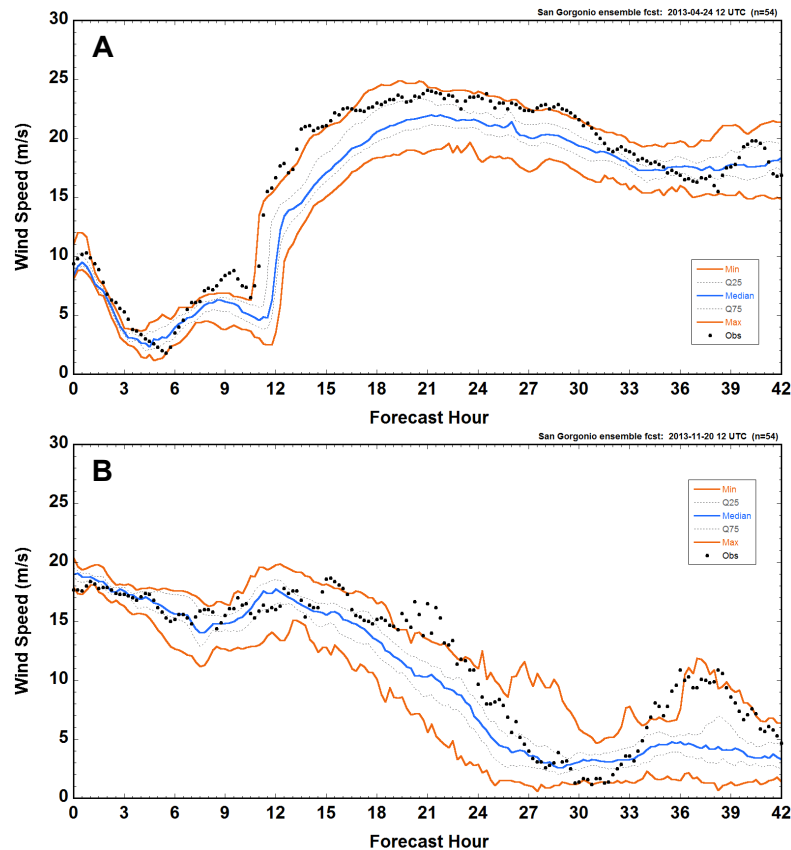 San Gorgonio ensemble fcst: 2013-04-24 12 UTC (n=54)
A
30
25
20
15
10
5
0
Wind Speed (m/s)
Min
Q25
Median
Q75
Max
Obs
0 3 6 9 12 15 18 21 24 27 30 33 36 39 42
Forecast Hour
San Gorgonio ensemble fcst: 2013-11-20 12 UTC (n=54)
B
30
25
20
15
10
5
0
Wind Speed (m/s)
Min
Q25
Median
Q75
Max
Obs
0 3 6 9 12 15 18 21 24 27 30 33 36 39 42
Forecast Hour